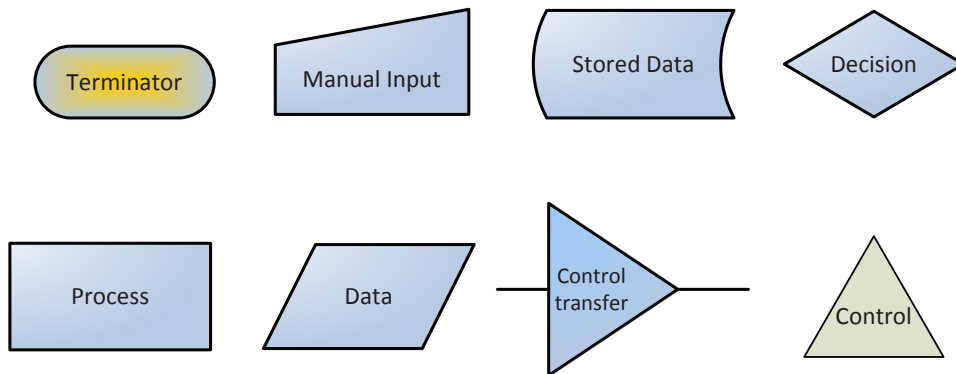 Terminator
Manual Input
Stored Data
Decision
Process
Data
Control
transfer
Control